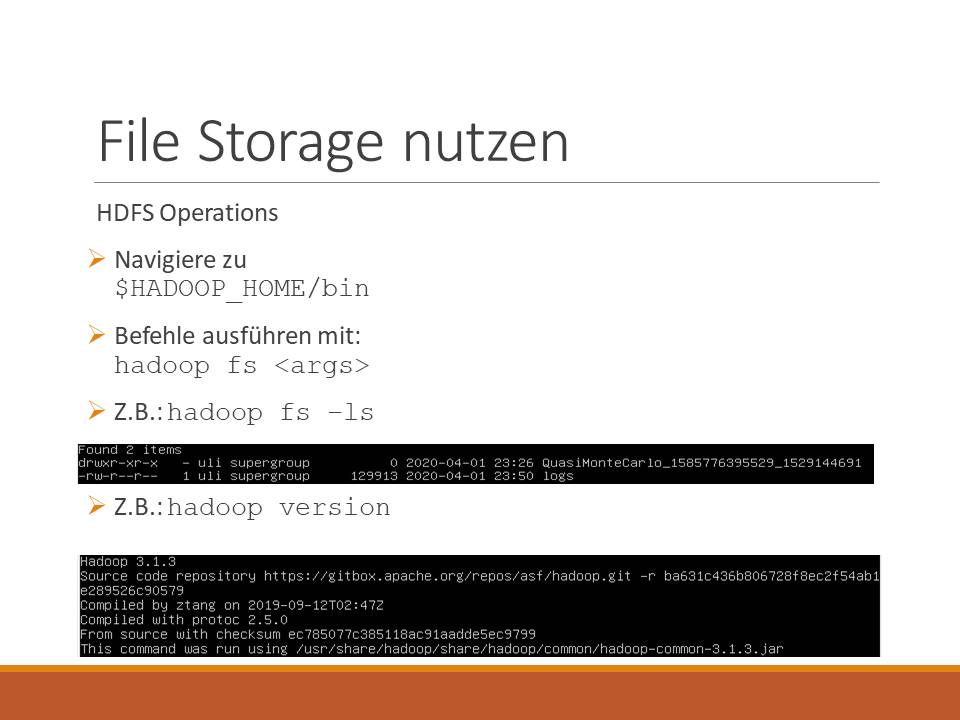 File Storage nutzen
HDFS Operations
Navigiere zu
$HADOOP_HOME/bin
Befehle ausführen mit:
hadoop fs <args>
Z.B.: hadoop fs –ls
Found 2 items
drwxr-xr-x   - uli supergroup          0 2020-04-01 23:26 QuasiMonteCarlo_1585776395529_1529144691
-rw-r--r--   1 uli supergroup     129913 2020-04-01 23:50 logs
Z.B.: hadoop version
Hadoop 3.1.3
Source code repository https://gitbox.apache.org/repos/asf/hadoop.git -r ba631c436b806728f8ec2f54ab1
e289526c90579
Compiled by ztang on 2019-09-12T02:47Z
Compiled with protoc 2.5.0
From source with checksum ec785077c385118ac91aadde5ec9799
This command was run using /usr/share/hadoop/share/hadoop/common/hadoop-common-3.1.3.jar